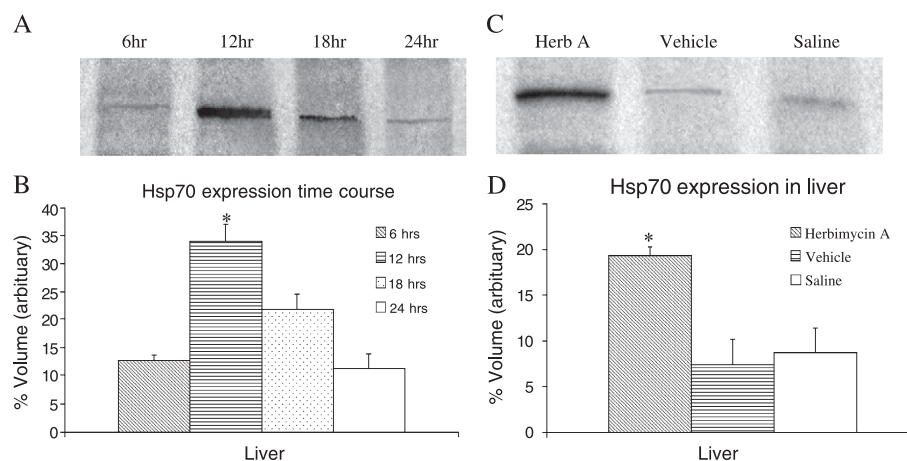 A
6hr 12hr 18hr 24hr
C
Herb A Vehicle Saline
B
Hsp70 expression time course
% Volume (arbituary)
40
35
30
25
20
15
10
5
0
*
6 hrs
12 hrs
18 hrs
24 hrs
Liver
D
Hsp70 expression in liver
% Volume (arbituary)
25
20
15
10
5
0
*
Herbimycin A
Vehicle
Saline
Liver